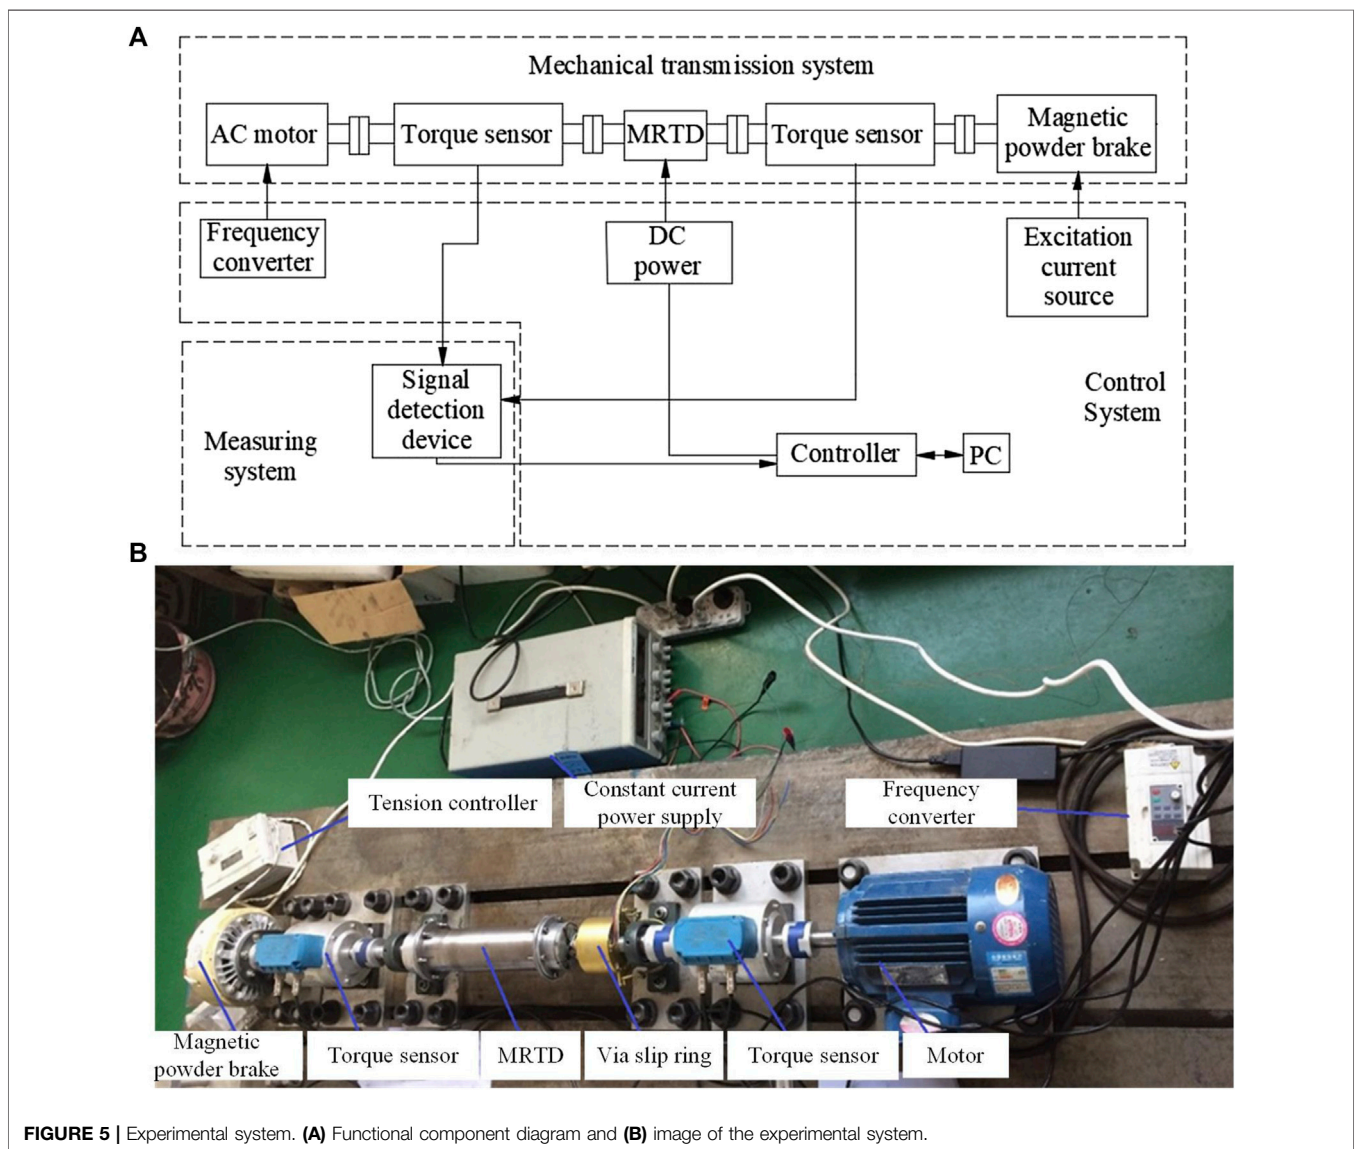 A
Mechanical transmission system
AC motor
Torque sensor
MRTD
Torque sensor
Magnetic
powder brake
Frequency
converter
DC
power
Excitation
current
source
Signal
detection
device
Measuring
system
Controller
PC
Control
System
B
Tension controller
Constant current
power supply
Frequency
converter
Magnetic
powder brake
Torque sensor
MRTD
Via slip ring
Torque sensor
Motor
FIGURE 5 | Experimental system. (A) Functional component diagram and (B) image of the experimental system.